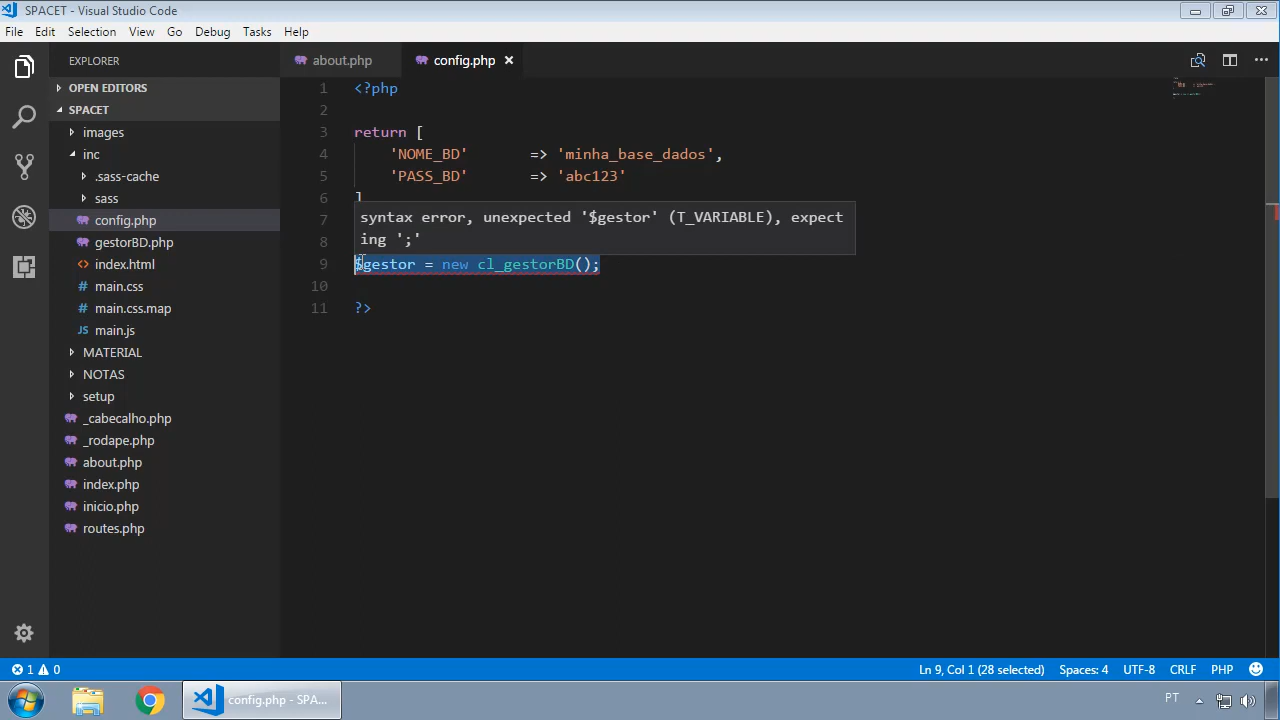 SPACET - Visual Studio Code
File Edit Selection View Go Debug Tasks Help
EXPLORER
OPEN EDITORS
SPACET
images
inc
.sass-cache
sass
config.php
gestorBD.php
index.html
main.css
main.css.map
main.js
MATERIAL
NOTAS
setup
_cabecalho.php
_rodape.php
about.php
index.php
inicio.php
routes.php
about.php config.php
1 <?php
2
3 return [
4 'NOME_BD' => 'minha_base_dados',
5 'PASS_BD' => 'abc123'
6 ]
7
8
syntax error, unexpected '$gestor' (T_VARIABLE), expect
ing ';'
9 $gestor = new cl_gestorBD();
10
11 ?>
1 0 Ln 9, Col 1 (28 selected) Spaces: 4 UTF-8 CRLF PHP
config.php - SPA... PT